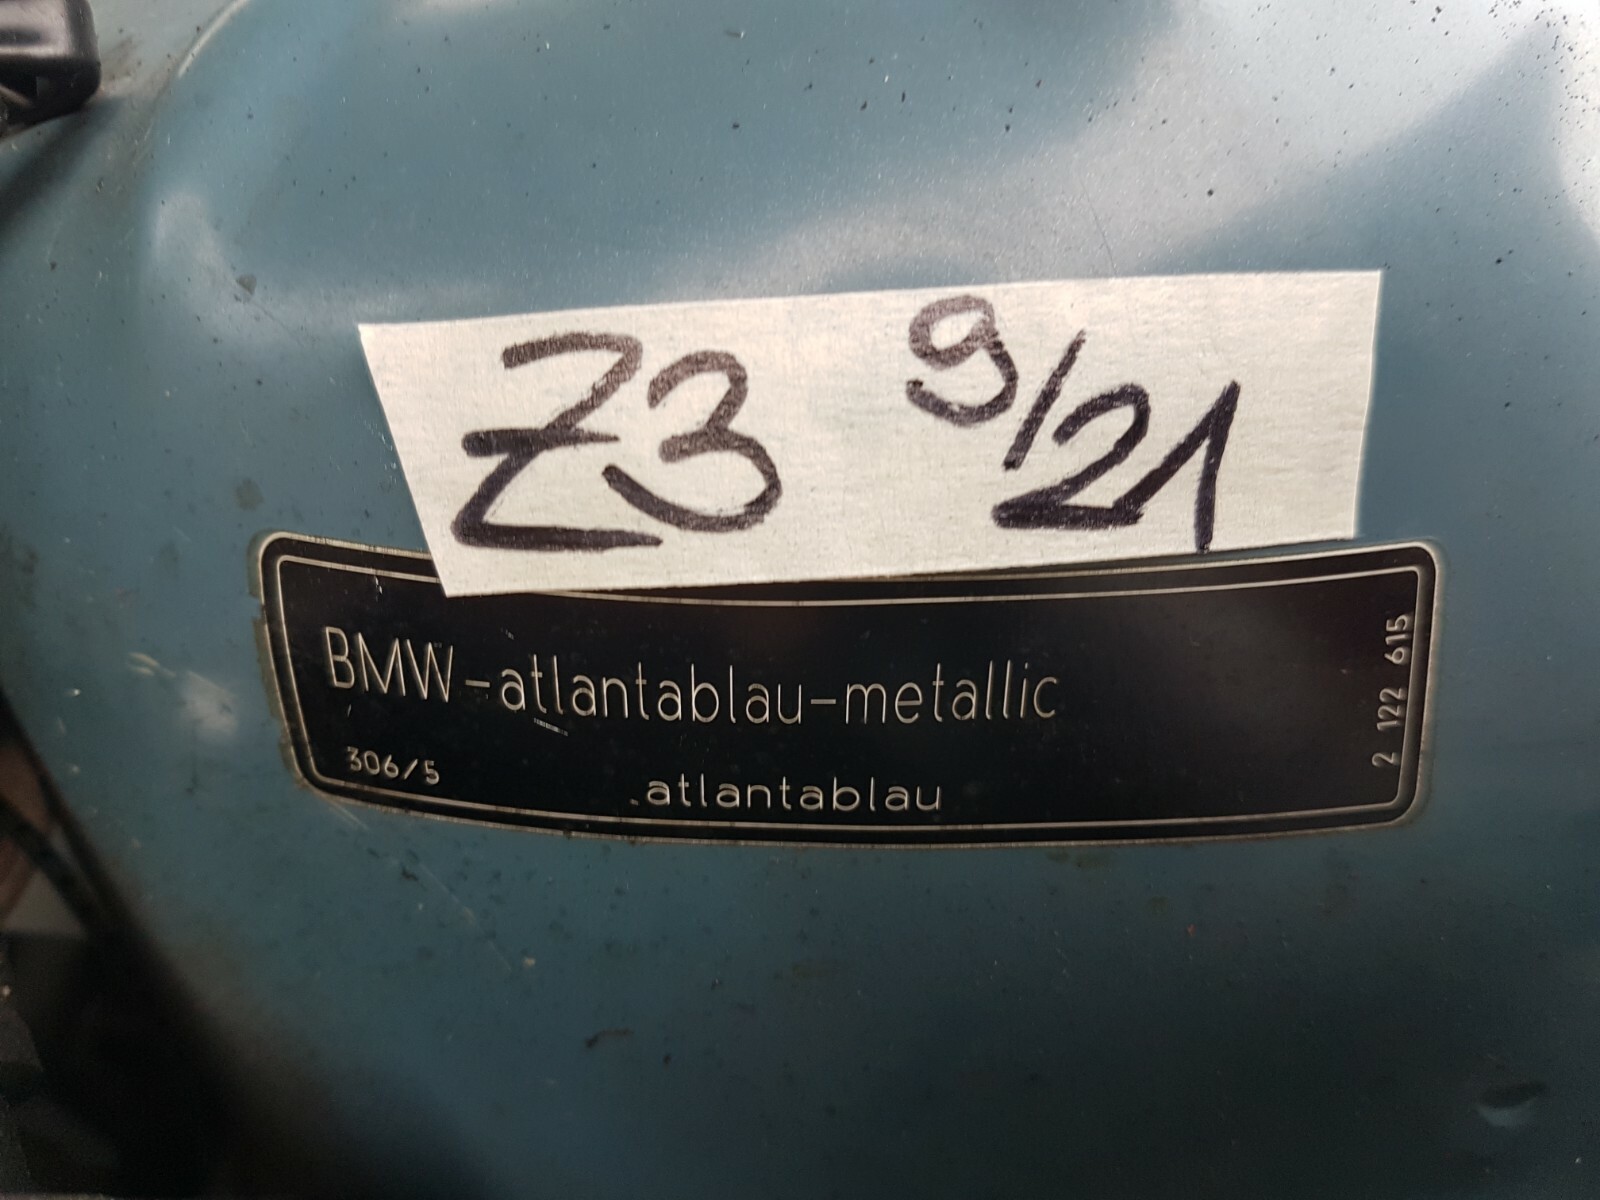 Z3 9/21
BMW-atlantablau-metallic
306/5
.atlantablau
2 122 615